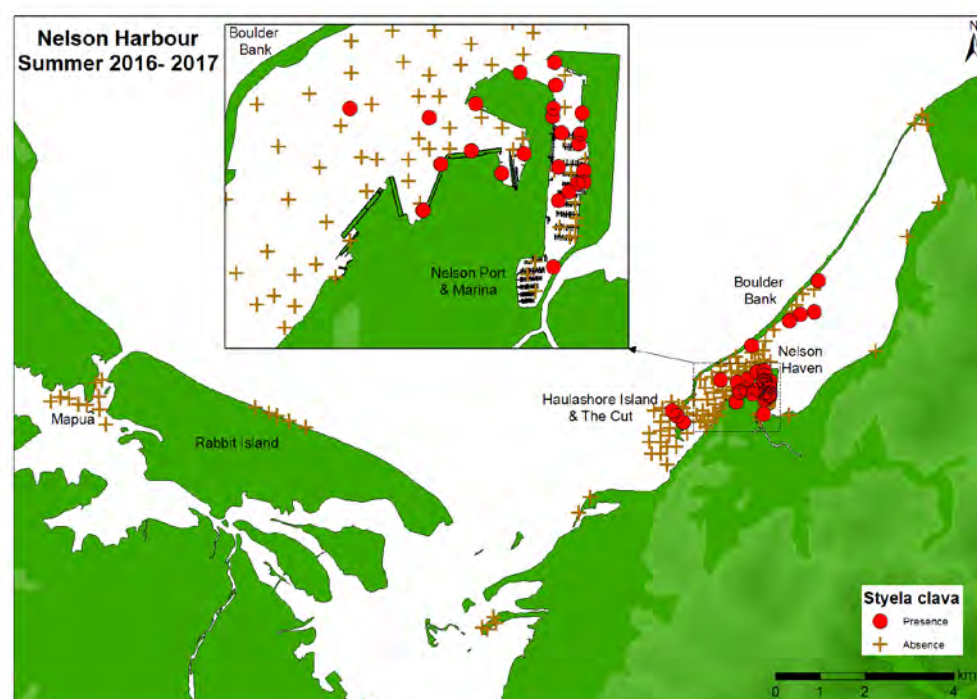 Nelson Harbour
Summer 2016- 2017
Boulder
Bank
N
Nelson Port
& Marina
Boulder
Bank
Nelson
Haven
Haulashore Island
& The Cut
Mapua
Rabbit Island
Styela clava
Presence
Absence
km
0 1 2 4